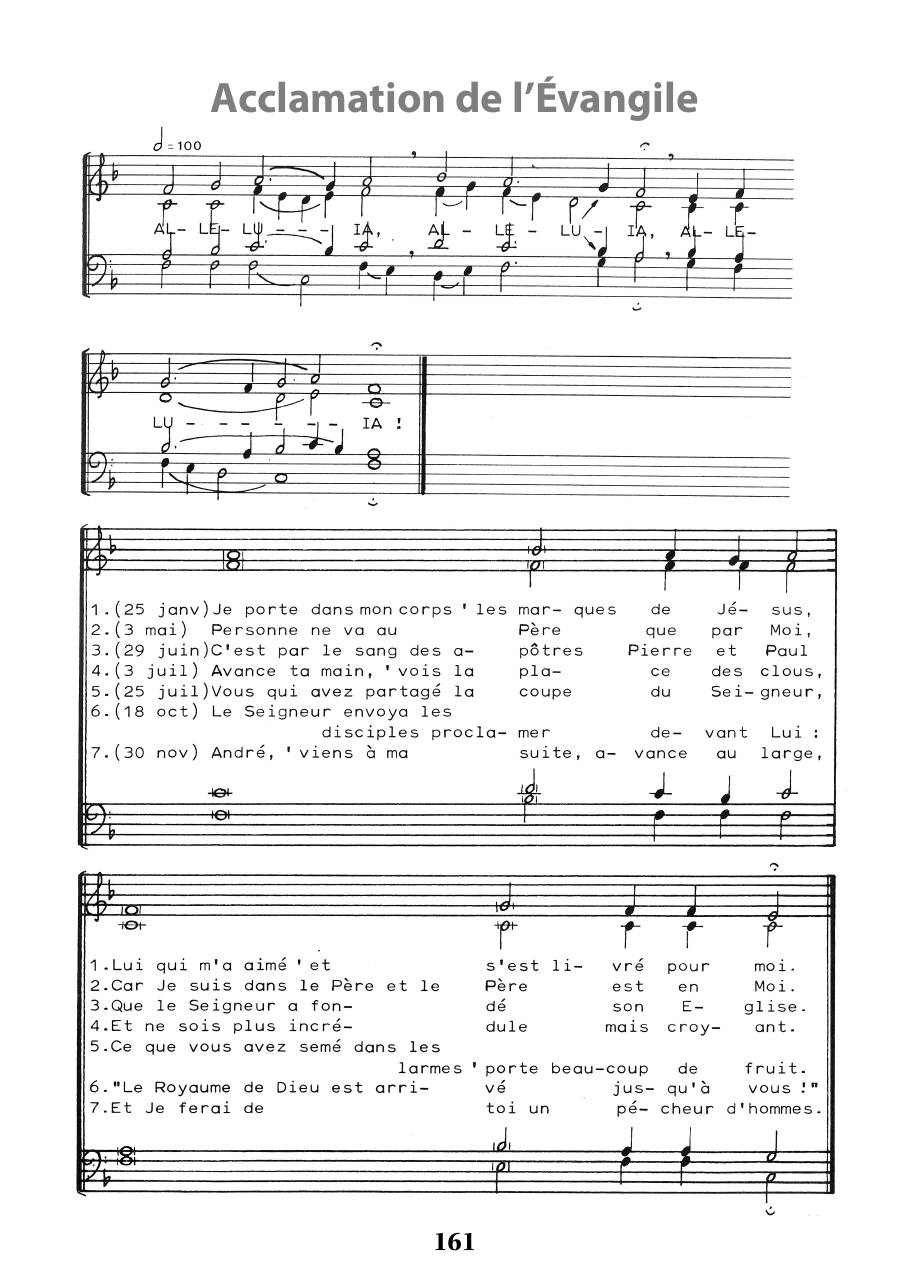 Acclamation de l'Évangile
= 100
AL- LE- LU - - - IA, AL - LE - LU - IA, AL- LE-
LU - - - - - - IA !
1.(25 janv)Je porte dans mon corps ' les mar- ques de Jé- sus,
2.(3 mai) Personne ne va au Père que par Moi,
3.(29 juin)C'est par le sang des a- pôtres Pierre et Paul
4.(3 juil) Avance ta main, ' vois la pla- ce des clous,
5.(25 juil)Vous qui avez partagé la coupe du Sei- gneur,
6.(18 oct) Le Seigneur envoya les
disciples procla- mer de- vant Lui :
7.(30 nov) André, ' viens à ma suite, a- vance au large,
1.Lui qui m'a aimé ' et s'est li- vré pour moi.
2.Car Je suis dans le Père et le Père est en Moi.
3.Que le Seigneur a fon- dé son E- glise.
4.Et ne sois plus incré- dule mais croy- ant.
5.Ce que vous avez semé dans les
larmes ' porte beau-coup de fruit.
6."Le Royaume de Dieu est arri- vé jus- qu'à vous !"
7.Et Je ferai de toi un pé- cheur d'hommes.
161